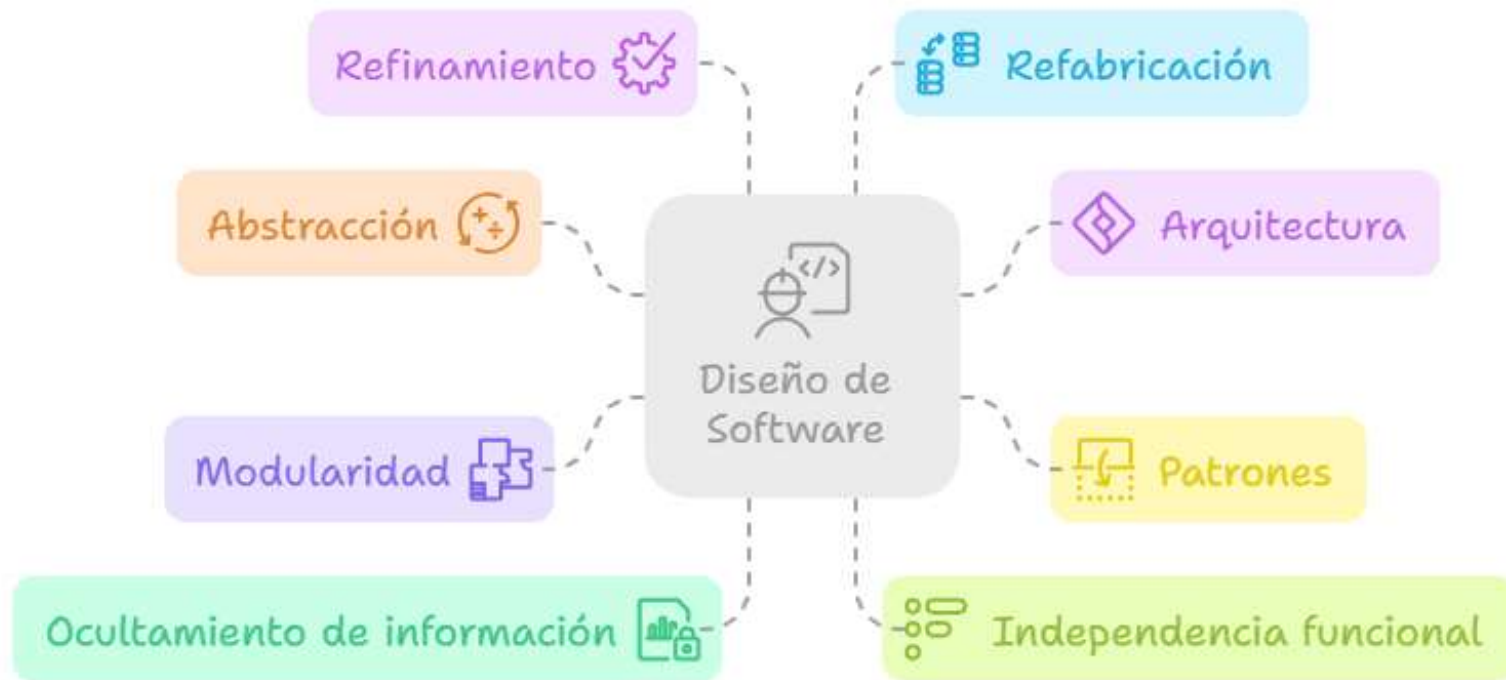 Refinamiento
Refabricación
Abstracción
Arquitectura
</>
Diseño de
Software
Modularidad
Patrones
Ocultamiento de información
Independencia funcional